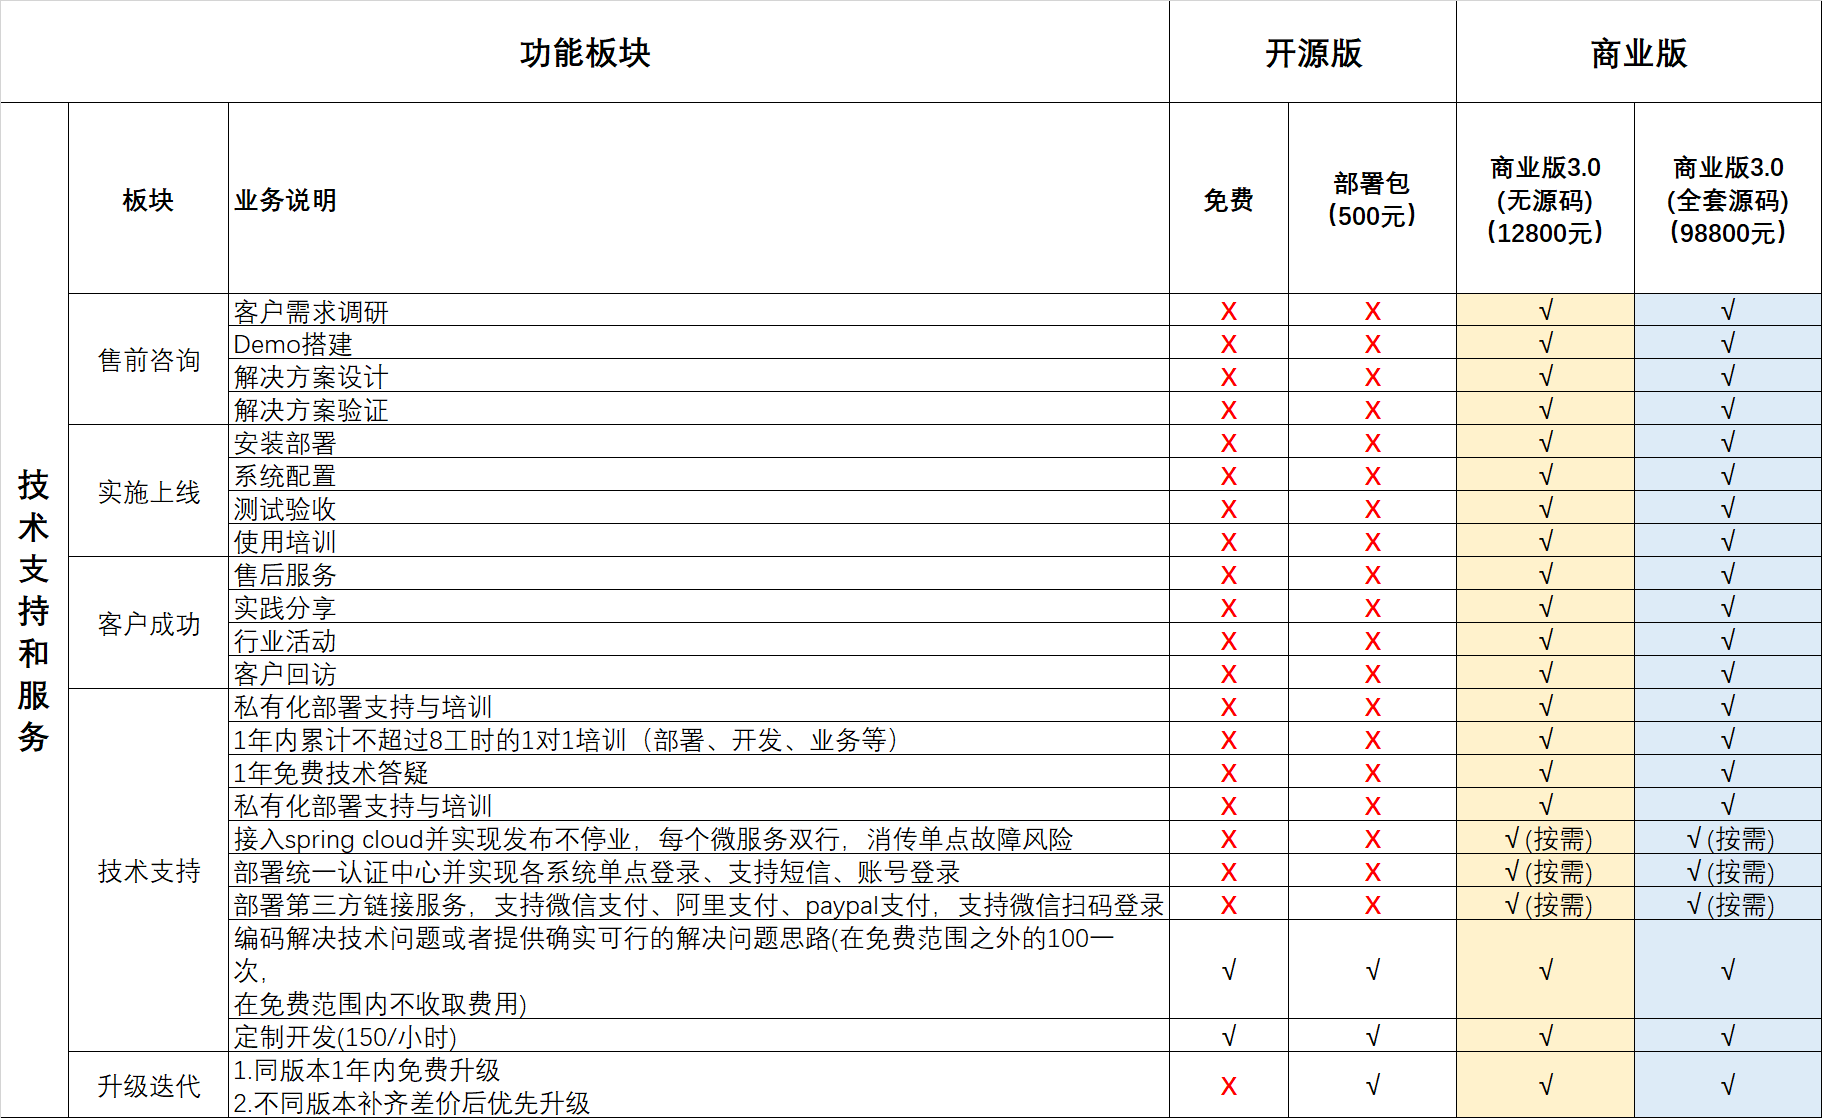 功能板块 开源版 商业版
技术支持和服务
板块 业务说明 免费 部署包 (500元) 商业版3.0 (无源码) (12800元) 商业版3.0 (全套源码) (98800元)
售前咨询
客户需求调研 X X √ √
Demo搭建 X X √ √
解决方案设计 X X √ √
解决方案验证 X X √ √
实施上线
安装部署 X X √ √
系统配置 X X √ √
测试验收 X X √ √
使用培训 X X √ √
客户成功
售后服务 X X √ √
实践分享 X X √ √
行业活动 X X √ √
客户回访 X X √ √
技术支持
私有化部署支持与培训 X X √ √
1年内累计不超过8工时的1对1培训（部署、开发、业务等） X X √ √
1年免费技术答疑 X X √ √
私有化部署支持与培训 X X √ √
接入spring cloud并实现发布不停业，每个微服务双行，消传单点故障风险 X X √ (按需) √ (按需)
部署统一认证中心并实现各系统单点登录、支持短信、账号登录 X X √ (按需) √ (按需)
部署第三方链接服务，支持微信支付、阿里支付、paypal支付，支持微信扫码登录 X X √ (按需) √ (按需)
编码解决技术问题或者提供确实可行的解决问题思路(在免费范围之外的100一
次，
在免费范围内不收取费用) √ √ √ √
定制开发(150/小时) √ √ √ √
升级迭代
1.同版本1年内免费升级
2.不同版本补齐差价后优先升级 X √ √ √